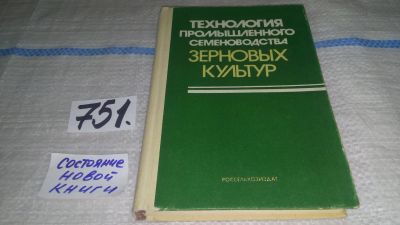 ТЕХНОЛОГИЯ
ПРОМЫШЛЕННОГО
СЕМЕНОВОДСТВА
ЗЕРНОВЫХ
КУЛЬТУР
РОССЕЛЬХОЗИЗДАТ
751.
СОСТОЯНИЕ
НОВОЙ
КНИГИ